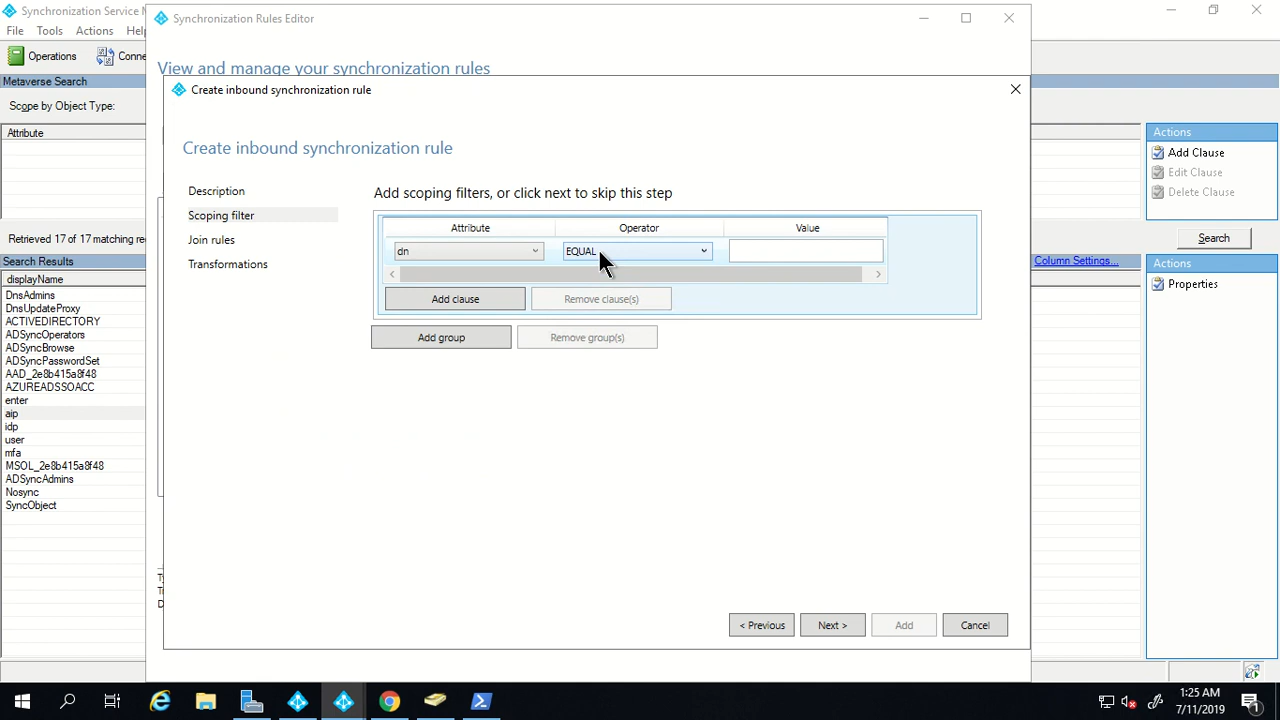 Synchronization Service M
File Tools Actions Help
Operations Conne
Metaverse Search
Scope by Object Type:
Attribute
Retrieved 17 of 17 matching re
Search Results
displayName
DnsAdmins
DnsUpdateProxy
ACTIVEDIRECTORY
ADSyncOperators
ADSyncBrowse
ADSyncPasswordSet
AAD_2e8b415a8f48
AZUREADSSOACC
enter
aip
idp
user
mfa
MSOL_2e8b415a8f48
ADSyncAdmins
Nosync
SyncObject
Synchronization Rules Editor
View and manage your synchronization rules
Create inbound synchronization rule
Create inbound synchronization rule
Description
Scoping filter
Join rules
Transformations
Add scoping filters, or click next to skip this step
Attribute Operator Value
dn EQUAL
Add clause Remove clause(s)
Add group Remove group(s)
< Previous Next > Add Cancel
Actions
Add Clause
Edit Clause
Delete Clause
Search
Column Settings...
Actions
Properties
1:25 AM
7/11/2019
1